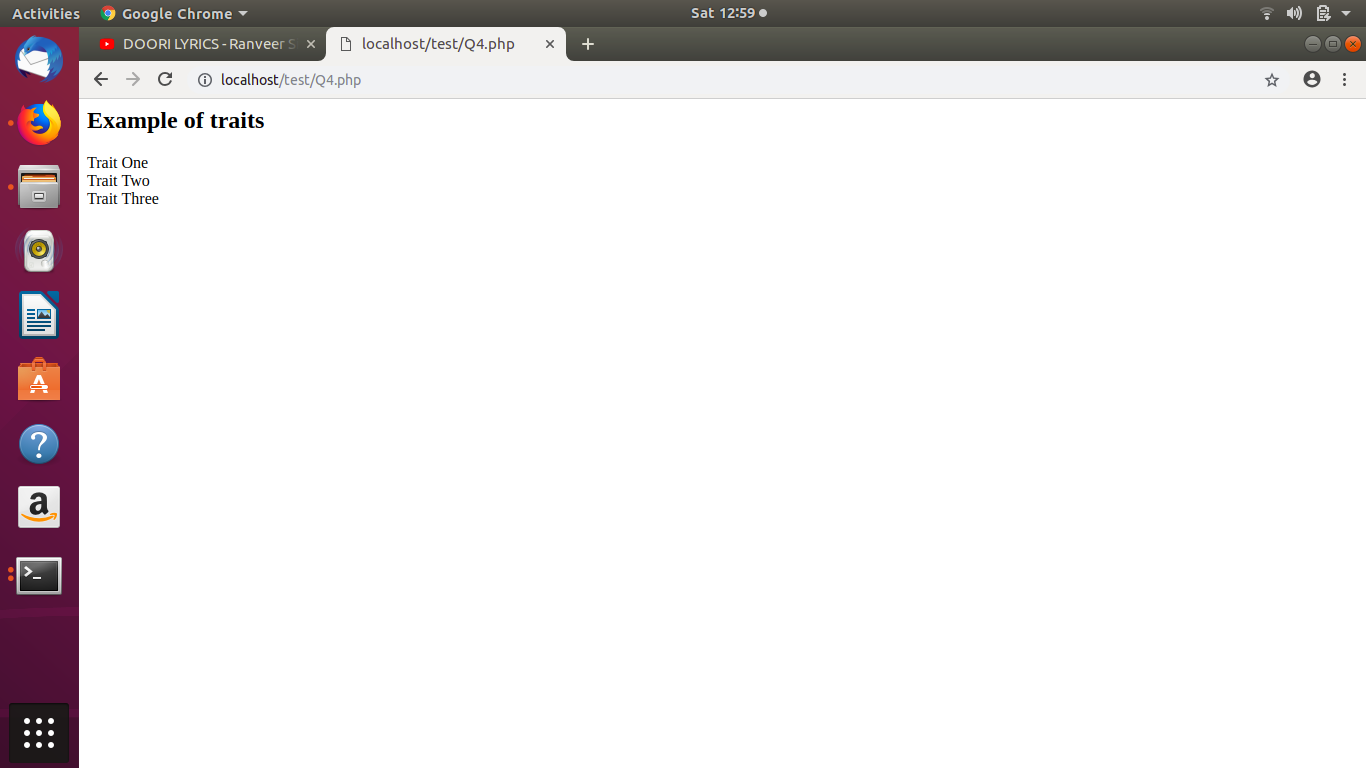 Activities Google Chrome Sat 12:59
DOORI LYRICS - Ranveer S localhost/test/Q4.php
localhost/test/Q4.php
Example of traits
Trait One
Trait Two
Trait Three